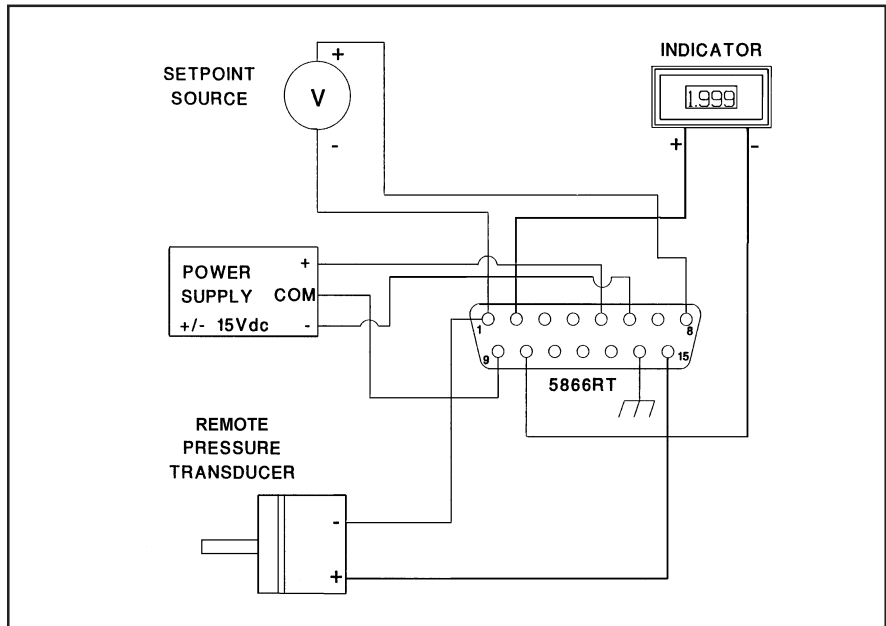 SETPOINT
SOURCE
+
V
-
INDICATOR
1.999
+
-
POWER
SUPPLY
+/- 15Vdc
+
COM
-
1
8
9
15
5866RT
REMOTE
PRESSURE
TRANSDUCER
-
+